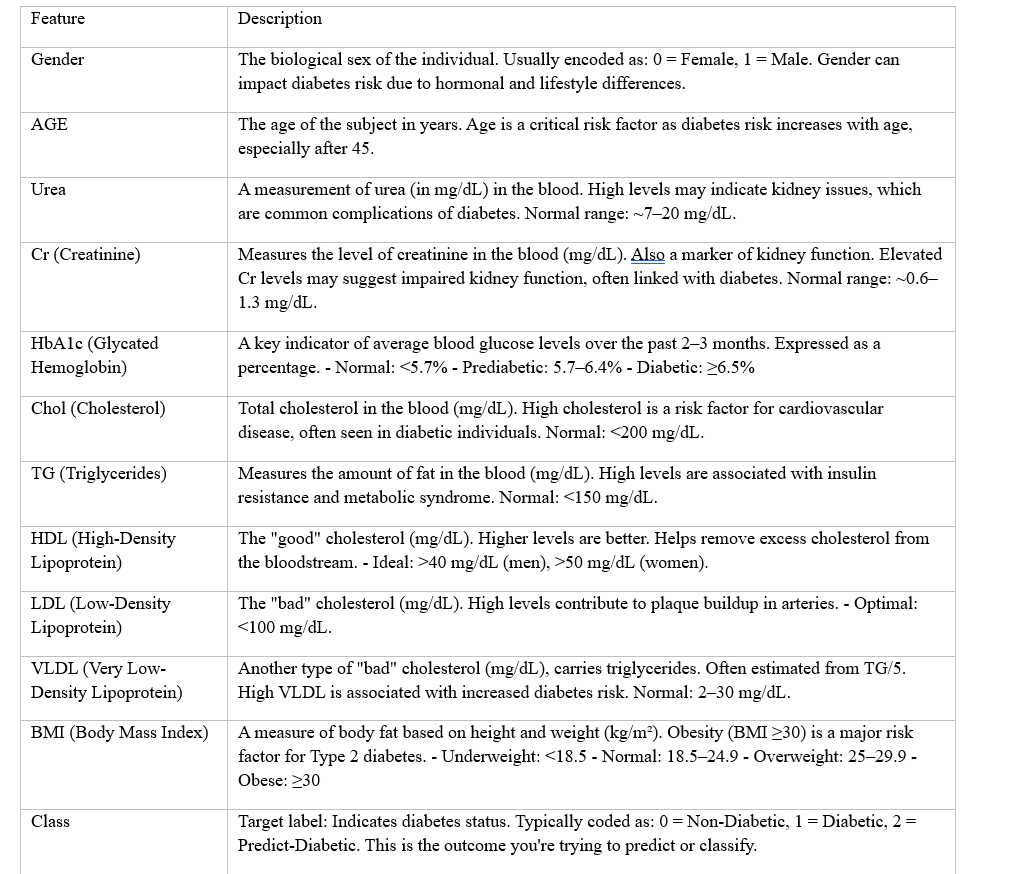 Feature
Description
Gender
The biological sex of the individual. Usually encoded as: 0 = Female, 1 = Male. Gender can
impact diabetes risk due to hormonal and lifestyle differences.
AGE
The age of the subject in years. Age is a critical risk factor as diabetes risk increases with age,
especially after 45.
Urea
A measurement of urea (in mg/dL) in the blood. High levels may indicate kidney issues, which
are common complications of diabetes. Normal range: ~7–20 mg/dL.
Cr (Creatinine)
Measures the level of creatinine in the blood (mg/dL). Also a marker of kidney function. Elevated
Cr levels may suggest impaired kidney function, often linked with diabetes. Normal range: ~0.6–
1.3 mg/dL.
HbA1c (Glycated
Hemoglobin)
A key indicator of average blood glucose levels over the past 2–3 months. Expressed as a
percentage. - Normal: <5.7% - Prediabetic: 5.7–6.4% - Diabetic: ≥6.5%
Chol (Cholesterol)
Total cholesterol in the blood (mg/dL). High cholesterol is a risk factor for cardiovascular
disease, often seen in diabetic individuals. Normal: <200 mg/dL.
TG (Triglycerides)
Measures the amount of fat in the blood (mg/dL). High levels are associated with insulin
resistance and metabolic syndrome. Normal: <150 mg/dL.
HDL (High-Density
Lipoprotein)
The "good" cholesterol (mg/dL). Higher levels are better. Helps remove excess cholesterol from
the bloodstream. - Ideal: >40 mg/dL (men), >50 mg/dL (women).
LDL (Low-Density
Lipoprotein)
The "bad" cholesterol (mg/dL). High levels contribute to plaque buildup in arteries. - Optimal:
<100 mg/dL.
VLDL (Very Low-
Density Lipoprotein)
Another type of "bad" cholesterol (mg/dL), carries triglycerides. Often estimated from TG/5.
High VLDL is associated with increased diabetes risk. Normal: 2–30 mg/dL.
BMI (Body Mass Index)
A measure of body fat based on height and weight (kg/m²). Obesity (BMI ≥30) is a major risk
factor for Type 2 diabetes. - Underweight: <18.5 - Normal: 18.5–24.9 - Overweight: 25–29.9 -
Obese: ≥30
Class
Target label: Indicates diabetes status. Typically coded as: 0 = Non-Diabetic, 1 = Diabetic, 2 =
Predict-Diabetic. This is the outcome you're trying to predict or classify.